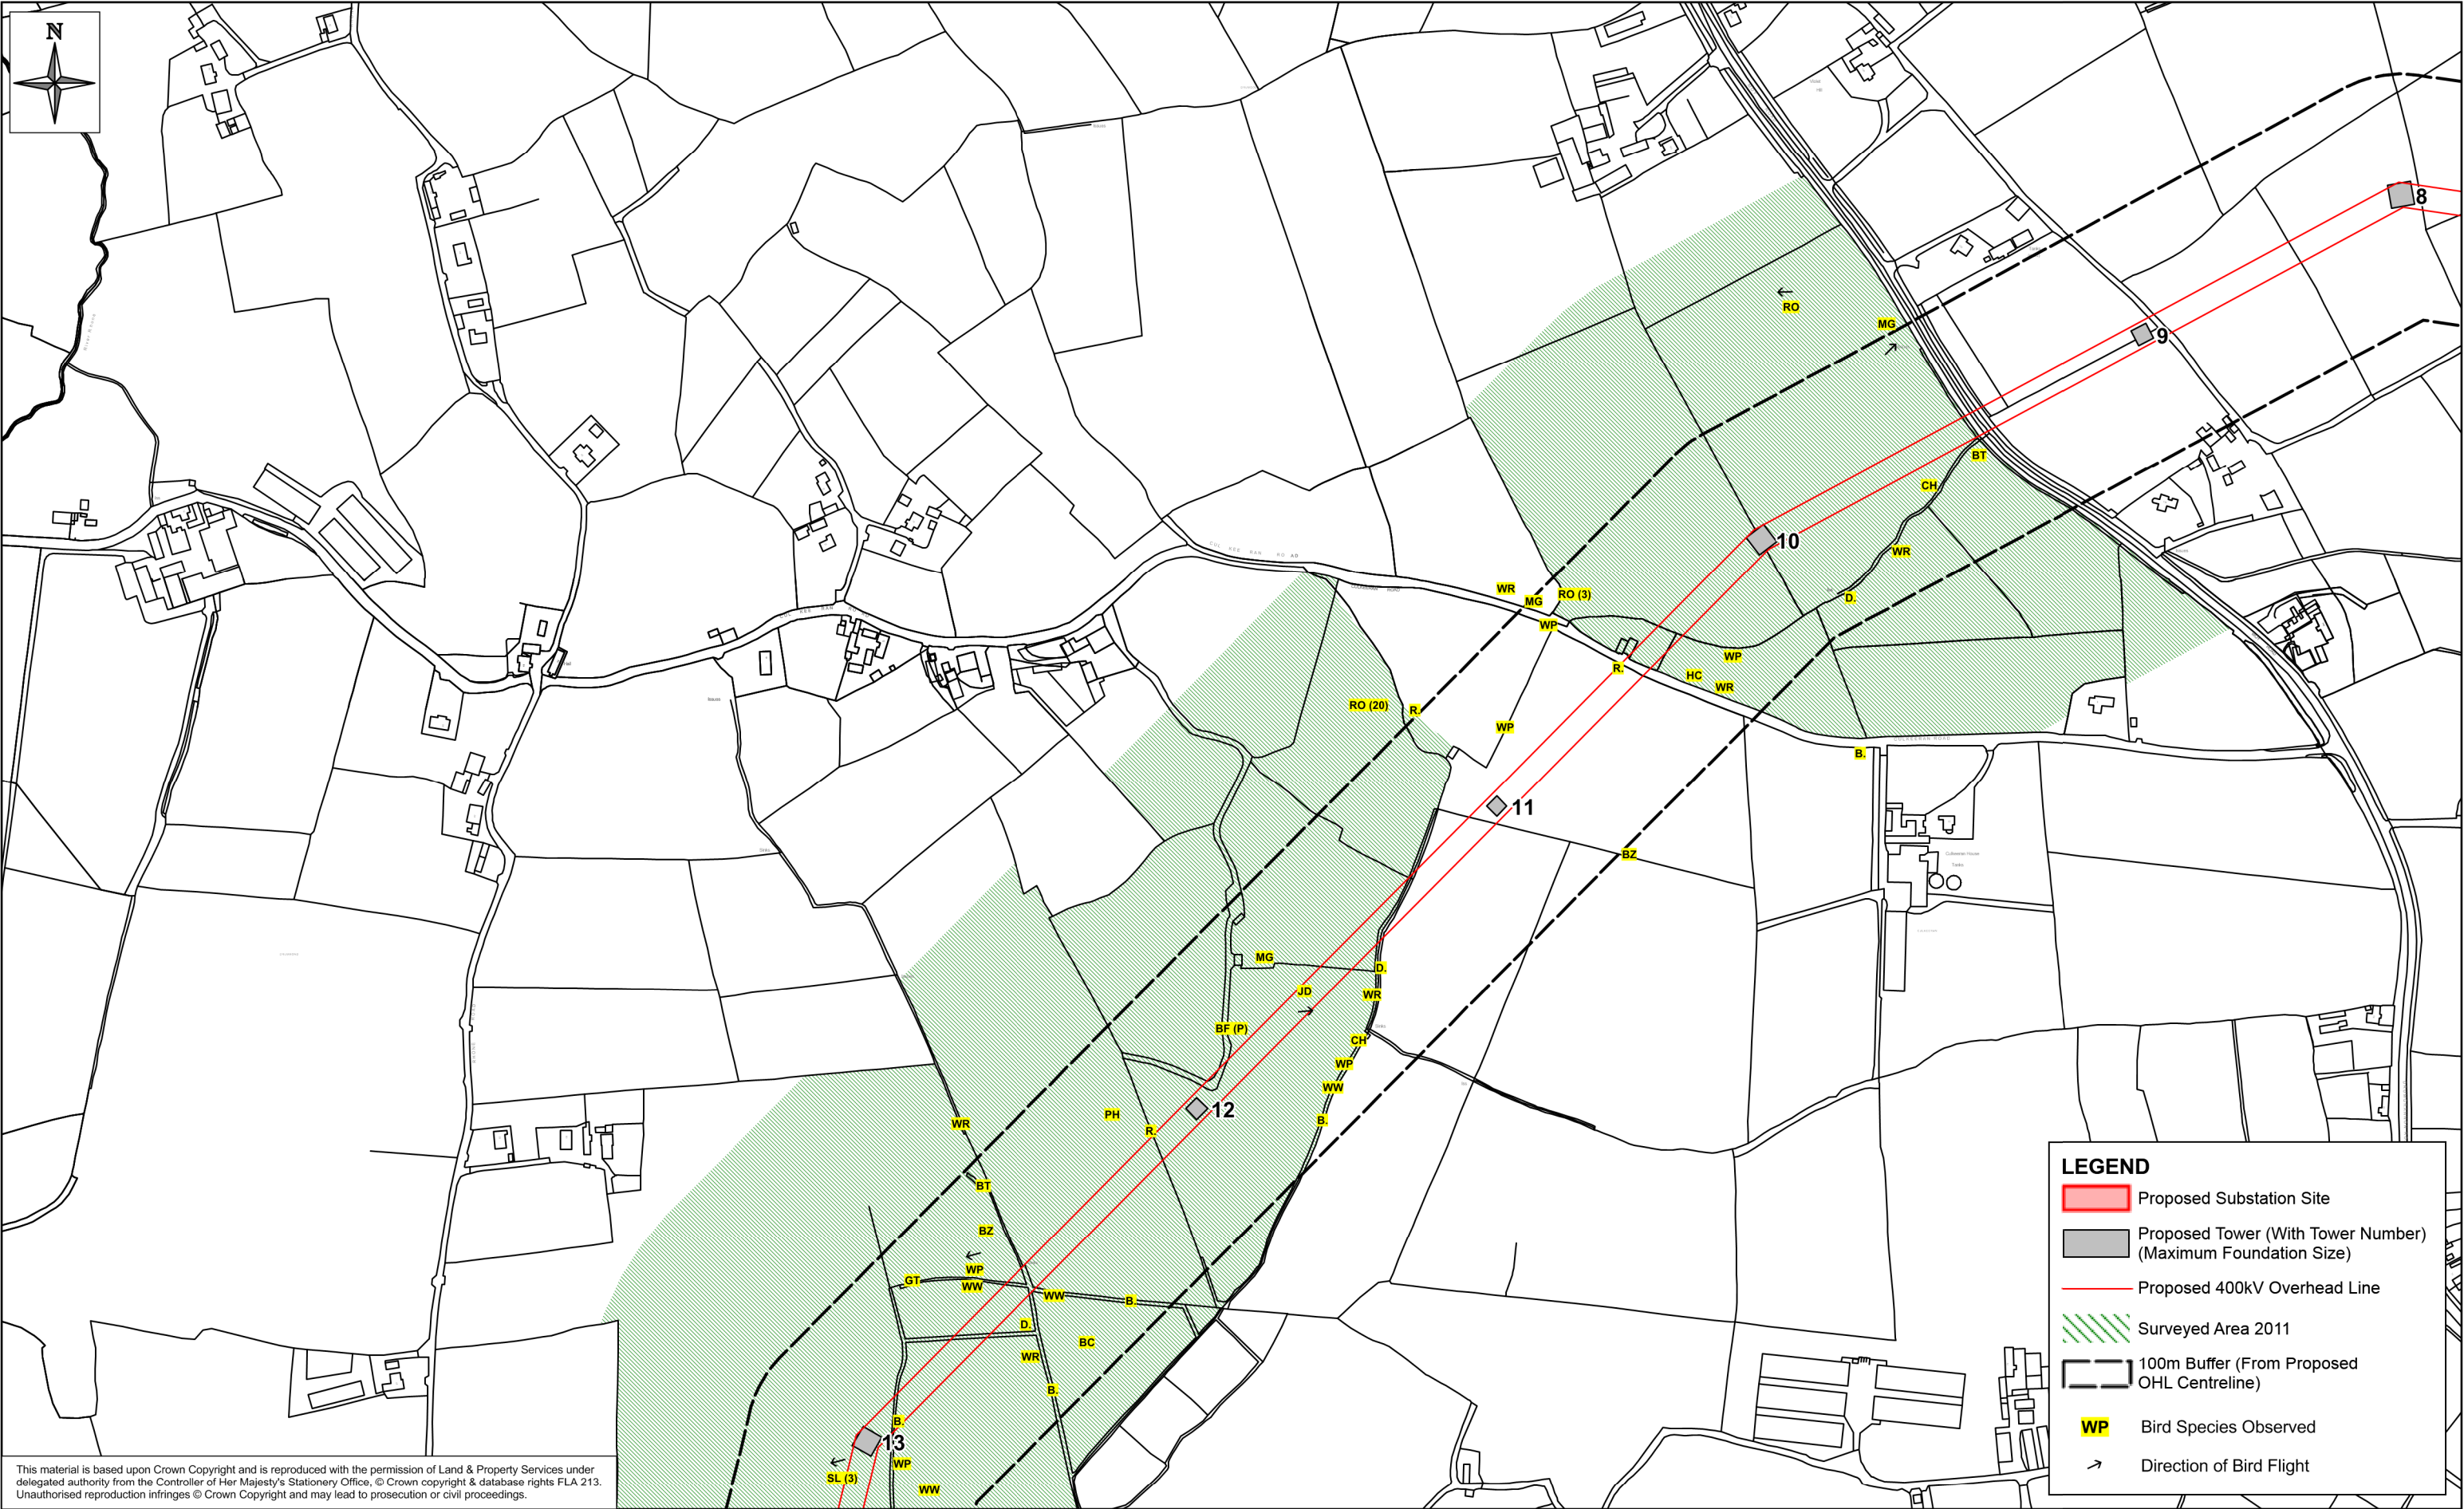 N
8
RO
MG
9
BT
CH
10
WR
WR
RO (3)
MG
D.
WP
WP
R.
HC
WR
RO (20)
R.
WP
B.
11
BZ
MG
D.
JD
WR
BF (P)
CH
WP
WW
12
PH
B.
WR
R.
BT
BZ
WP
GT
WW
WW
B.
D.
BC
WR
B.
B.
13
WP
SL (3)
WW
CULKEERAN ROAD
Culkeeran House
LEGEND
Proposed Substation Site
Proposed Tower (With Tower Number)
(Maximum Foundation Size)
Proposed 400kV Overhead Line
Surveyed Area 2011
100m Buffer (From Proposed
OHL Centreline)
WP Bird Species Observed
Direction of Bird Flight
This material is based upon Crown Copyright and is reproduced with the permission of Land & Property Services under
delegated authority from the Controller of Her Majesty's Stationery Office, © Crown copyright & database rights FLA 213.
Unauthorised reproduction infringes © Crown Copyright and may lead to prosecution or civil proceedings.